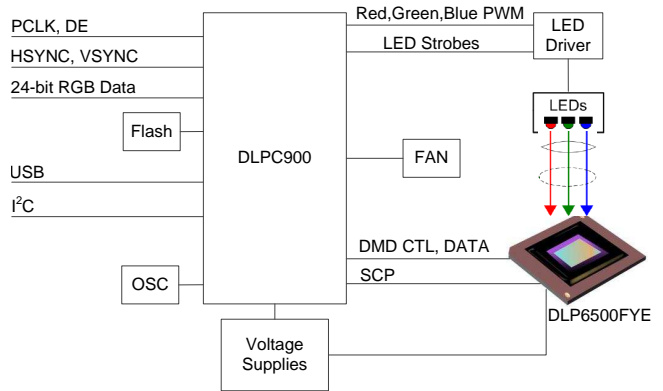 PCLK, DE
HSYNC, VSYNC
24-bit RGB Data
Flash
USB
I²C
OSC
DLPC900
Voltage
Supplies
Red,Green,Blue PWM
LED Strobes
LED
Driver
LEDs
FAN
DMD CTL, DATA
SCP
DLP6500FYE